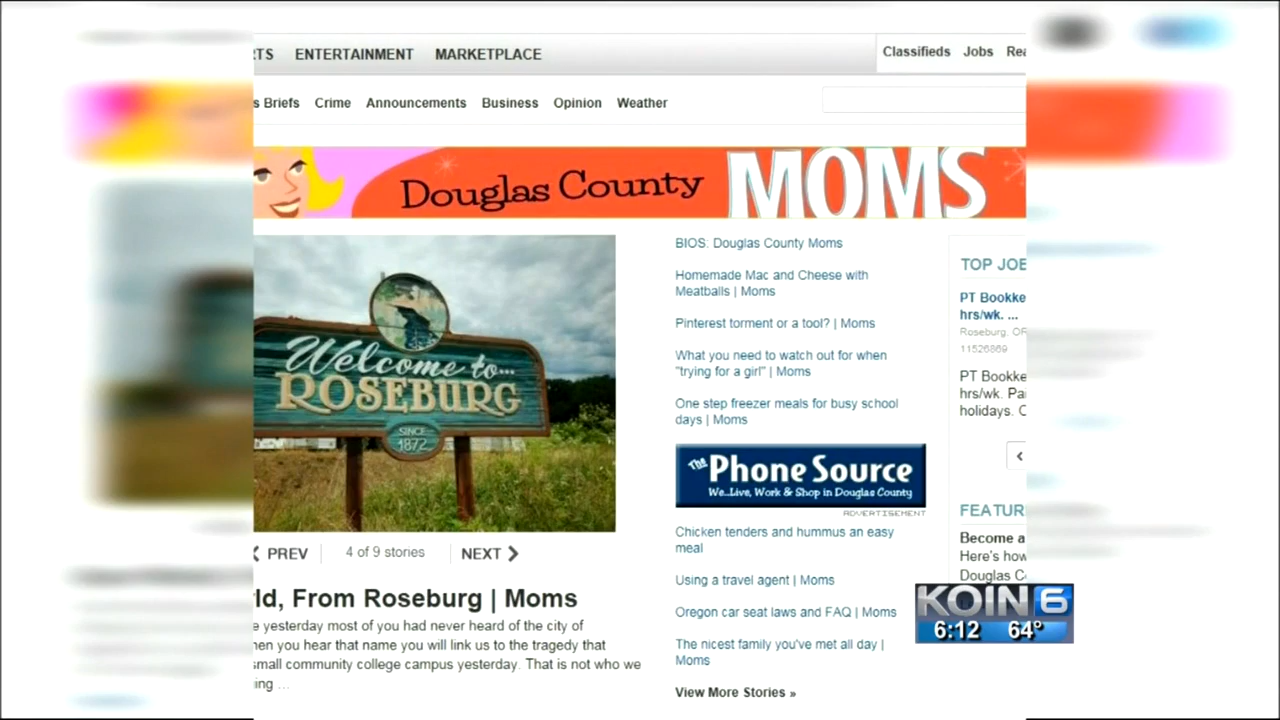 ENTERTAINMENT MARKETPLACE
Classifieds Jobs
Briefs Crime Announcements Business Opinion Weather
Douglas County MOMS
BIOS: Douglas County Moms
Homemade Mac and Cheese with
Meatballs | Moms
Pinterest torment or a tool? | Moms
What you need to watch out for when
"trying for a girl" | Moms
One step freezer meals for busy school
days | Moms
The Phone Source
We...Live, Work & Shop in Douglas County
ADVERTISEMENT
Chicken tenders and hummus an easy
meal
Using a travel agent | Moms
Oregon car seat laws and FAQ | Moms
The nicest family you've met all day |
Moms
View More Stories »
Welcome to...
ROSEBURG
SINCE
1872
PREV 4 of 9 stories NEXT
ld, From Roseburg | Moms
e yesterday most of you had never heard of the city of
hen you hear that name you will link us to the tragedy that
small community college campus yesterday. That is not who we
ing ...
TOP JOB
PT Bookke
hrs/wk. ...
Roseburg, OR
11526869
PT Bookke
hrs/wk. Pa
holidays. C
FEATUR
Become a
Here's how
Douglas C
KOIN 6
6:12 64°